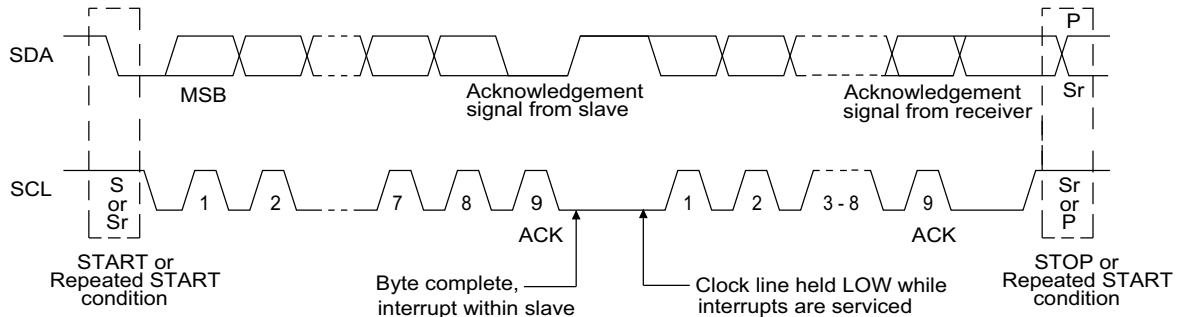 P
SDA
MSB
Acknowledgement
signal from slave
Acknowledgement
signal from receiver
Sr
SCL
S
or
Sr
1
2
7
8
9
ACK
1
2
3 - 8
9
ACK
Sr
or
P
START or
Repeated START
condition
Byte complete,
interrupt within slave
Clock line held LOW while
interrupts are serviced
STOP or
Repeated START
condition